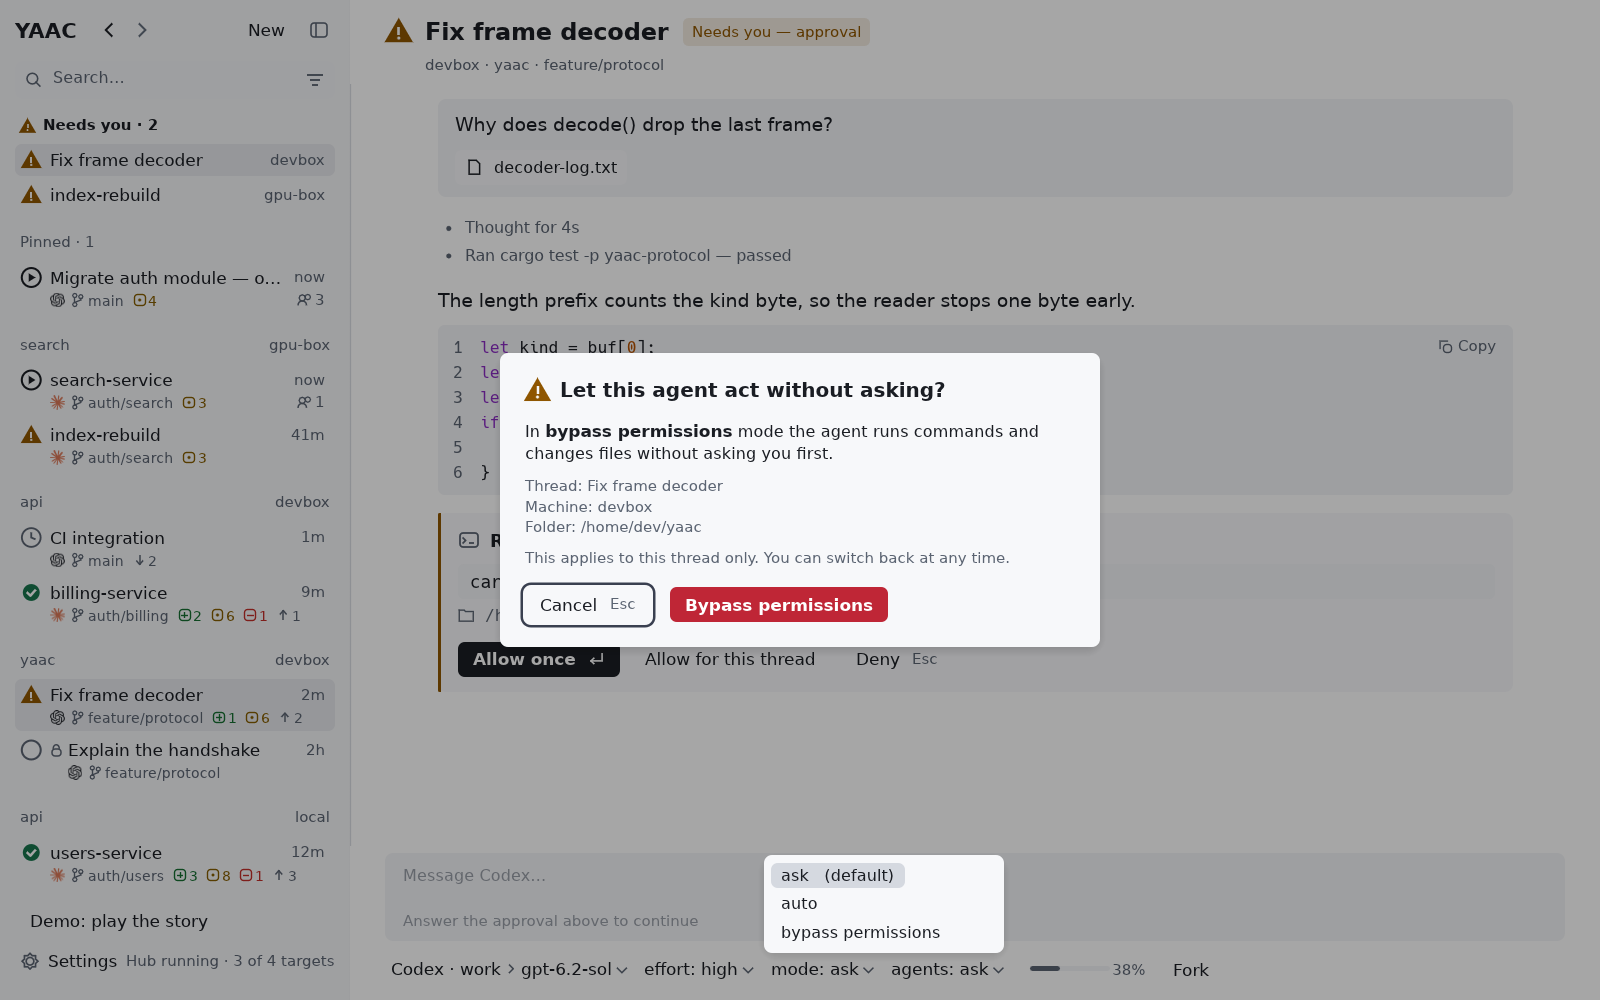 YAAC
New
Search...
Needs you · 2
Fix frame decoder devbox
index-rebuild gpu-box
Pinned · 1
Migrate auth module — o... now
main 4 3
search gpu-box
search-service now
auth/search 3 1
index-rebuild 41m
auth/search 3
api devbox
CI integration 1m
main ↓2
billing-service 9m
auth/billing 2 6 1 ↑1
yaac devbox
Fix frame decoder 2m
feature/protocol 1 6 ↑2
Explain the handshake 2h
feature/protocol
api local
users-service 12m
auth/users 3 8 1 ↑3
Demo: play the story
Settings Hub running · 3 of 4 targets
Fix frame decoder Needs you — approval
devbox · yaac · feature/protocol
Why does decode() drop the last frame?
decoder-log.txt
• Thought for 4s
• Ran cargo test -p yaac-protocol — passed
The length prefix counts the kind byte, so the reader stops one byte early.
Copy
1 let kind = buf[0];
2 le
3 le
4 if
5
6 }
Let this agent act without asking?
In bypass permissions mode the agent runs commands and
changes files without asking you first.
Thread: Fix frame decoder
Machine: devbox
Folder: /home/dev/yaac
This applies to this thread only. You can switch back at any time.
Cancel Esc Bypass permissions
Allow once ↵ Allow for this thread Deny Esc
Message Codex...
Answer the approval above to continue
ask (default)
auto
bypass permissions
Codex · work › gpt-6.2-sol effort: high mode: ask agents: ask 38% Fork